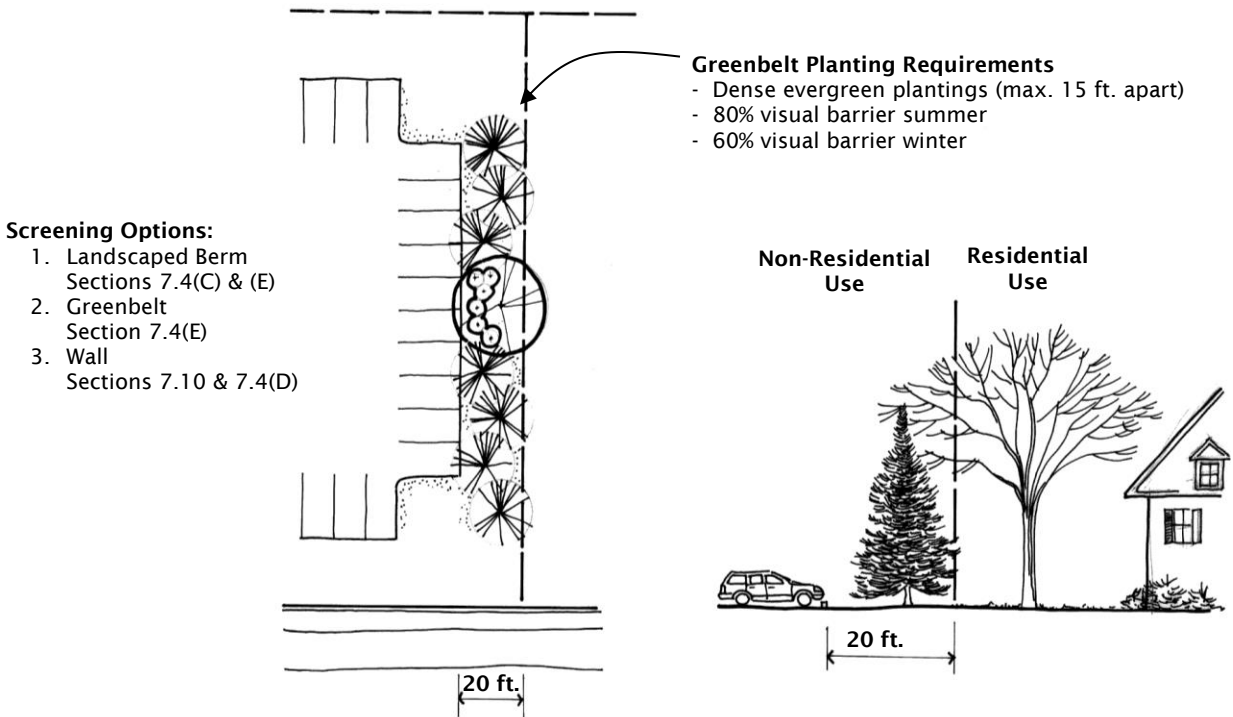 Greenbelt Planting Requirements
- Dense evergreen plantings (max. 15 ft. apart)
- 80% visual barrier summer
- 60% visual barrier winter
Screening Options:
1. Landscaped Berm
Sections 7.4(C) & (E)
2. Greenbelt
Section 7.4(E)
3. Wall
Sections 7.10 & 7.4(D)
Non-Residential
Use
Residential
Use
20 ft.
20 ft.